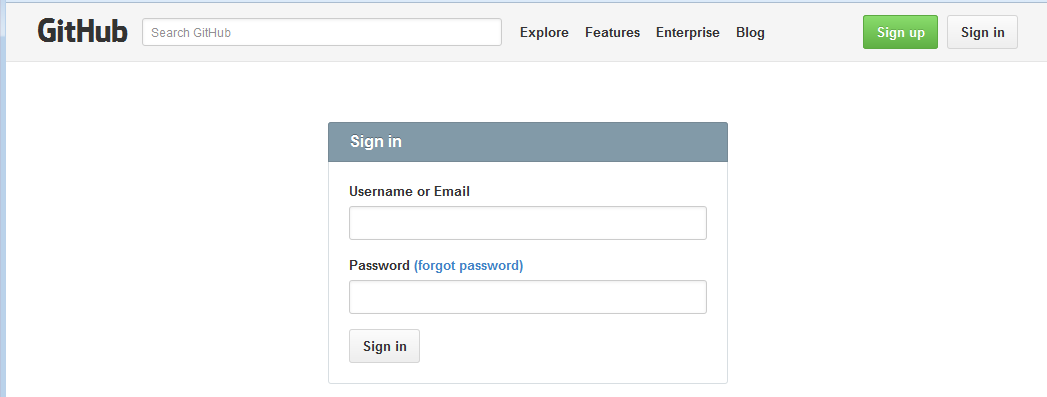 GitHub Search GitHub Explore Features Enterprise Blog Sign up Sign in
Sign in
Username or Email
Password (forgot password)
Sign in